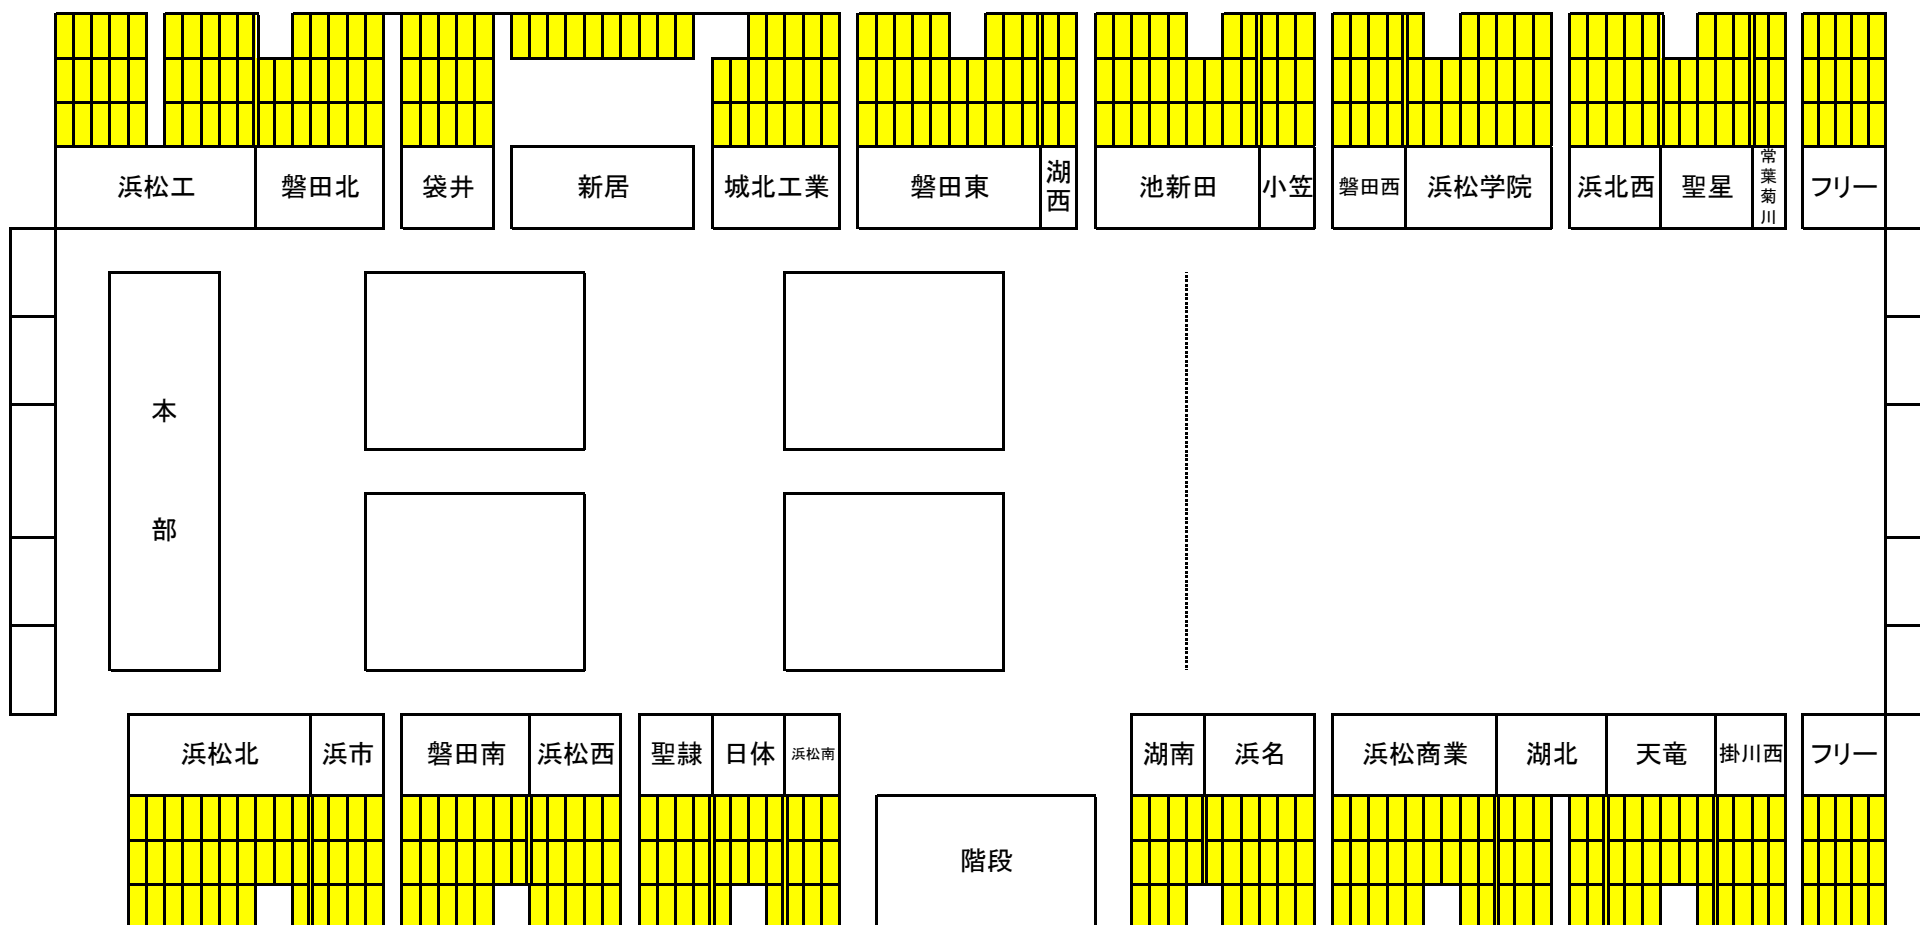 浜松工
磐田北
袋井
新居
城北工業
磐田東
湖西
池新田
小笠
磐田西
浜松学院
浜北西
聖星
常葉菊川
フリー
本部
浜松北
浜市
磐田南
浜松西
聖隷
日体
浜松南
湖南
浜名
浜松商業
湖北
天竜
掛川西
フリー
階段